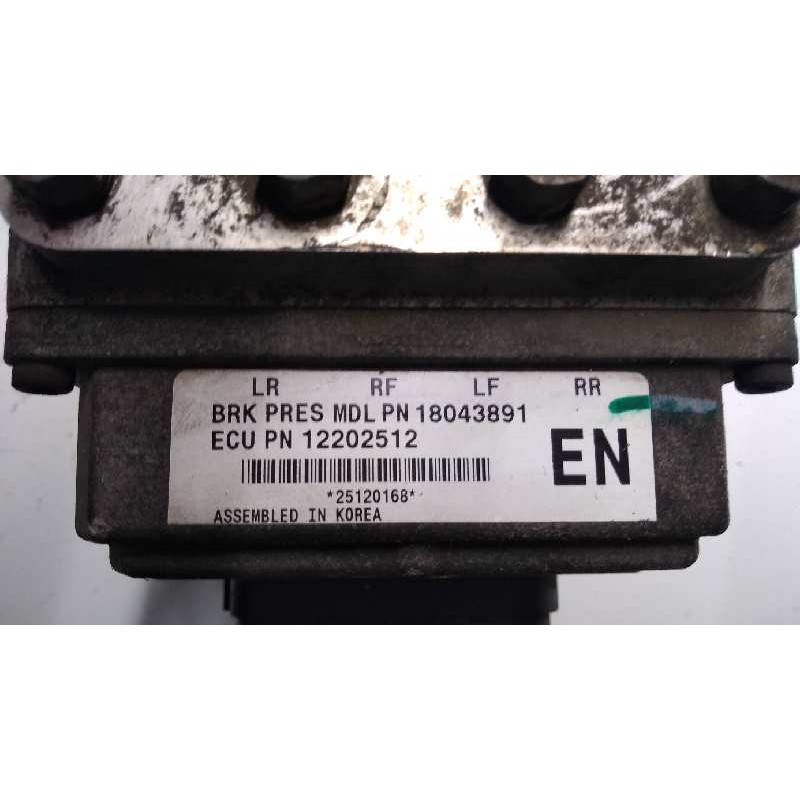 LR RF LF RR
BRK PRES MDL PN 18043891
ECU PN 12202512
EN
*25120168*
ASSEMBLED IN KOREA